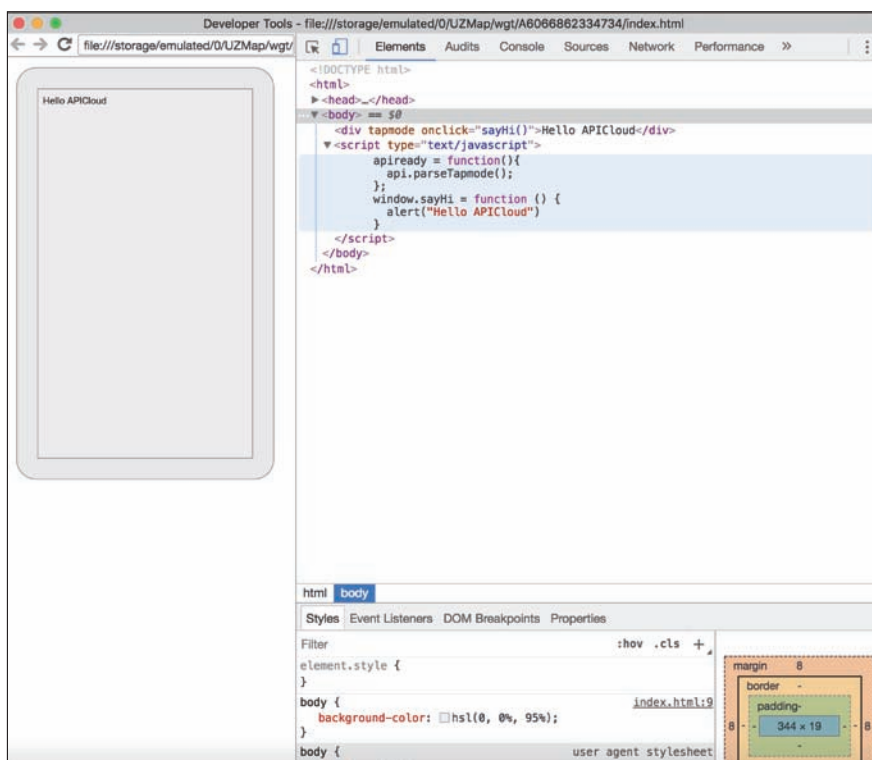 Developer Tools - file:///storage/emulated/0/UZMap/wgt/A6066862334734/index.html
file:///storage/emulated/0/UZMap/wgt/
Elements Audits Console Sources Network Performance »
Hello APICloud
<!DOCTYPE html>
<html>
▶<head>…</head>
…▼<body> == $0
<div tapmode onclick="sayHi()">Hello APICloud</div>
▼<script type="text/javascript">
apiready = function(){
api.parseTapmode();
};
window.sayHi = function () {
alert("Hello APICloud")
}
</script>
</body>
</html>
html body
Styles Event Listeners DOM Breakpoints Properties
Filter :hov .cls +
element.style {
}
body { index.html:9
background-color: hsl(0, 0%, 95%);
}
body { user agent stylesheet
margin 8
border -
padding-
8 - - 344 × 19 - - 8
-